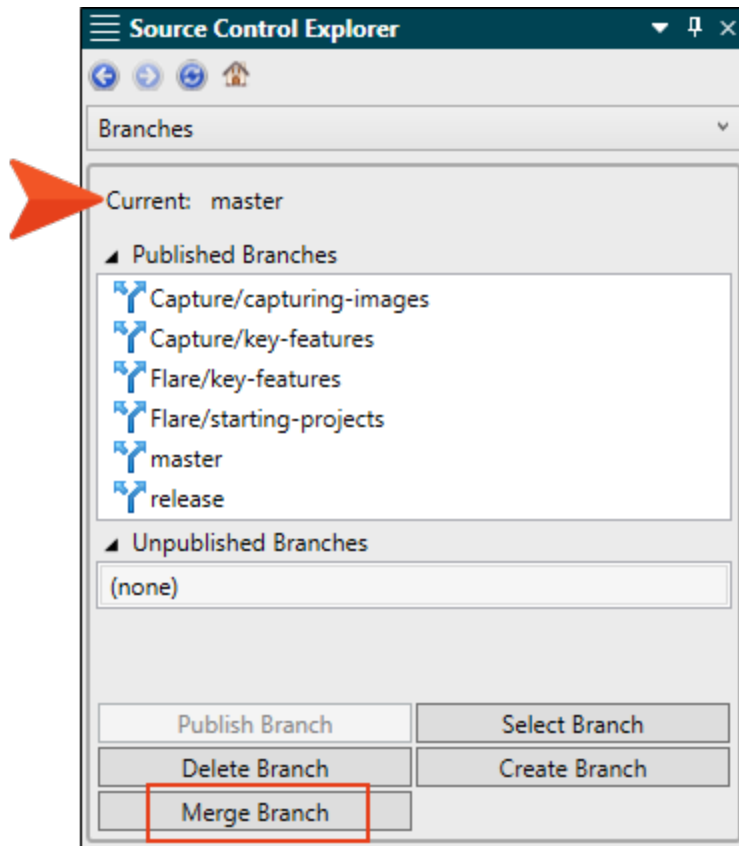 Source Control Explorer
Branches
Current: master
Published Branches
Capture/capturing-images
Capture/key-features
Flare/key-features
Flare/starting-projects
master
release
Unpublished Branches
(none)
Publish Branch Select Branch
Delete Branch Create Branch
Merge Branch